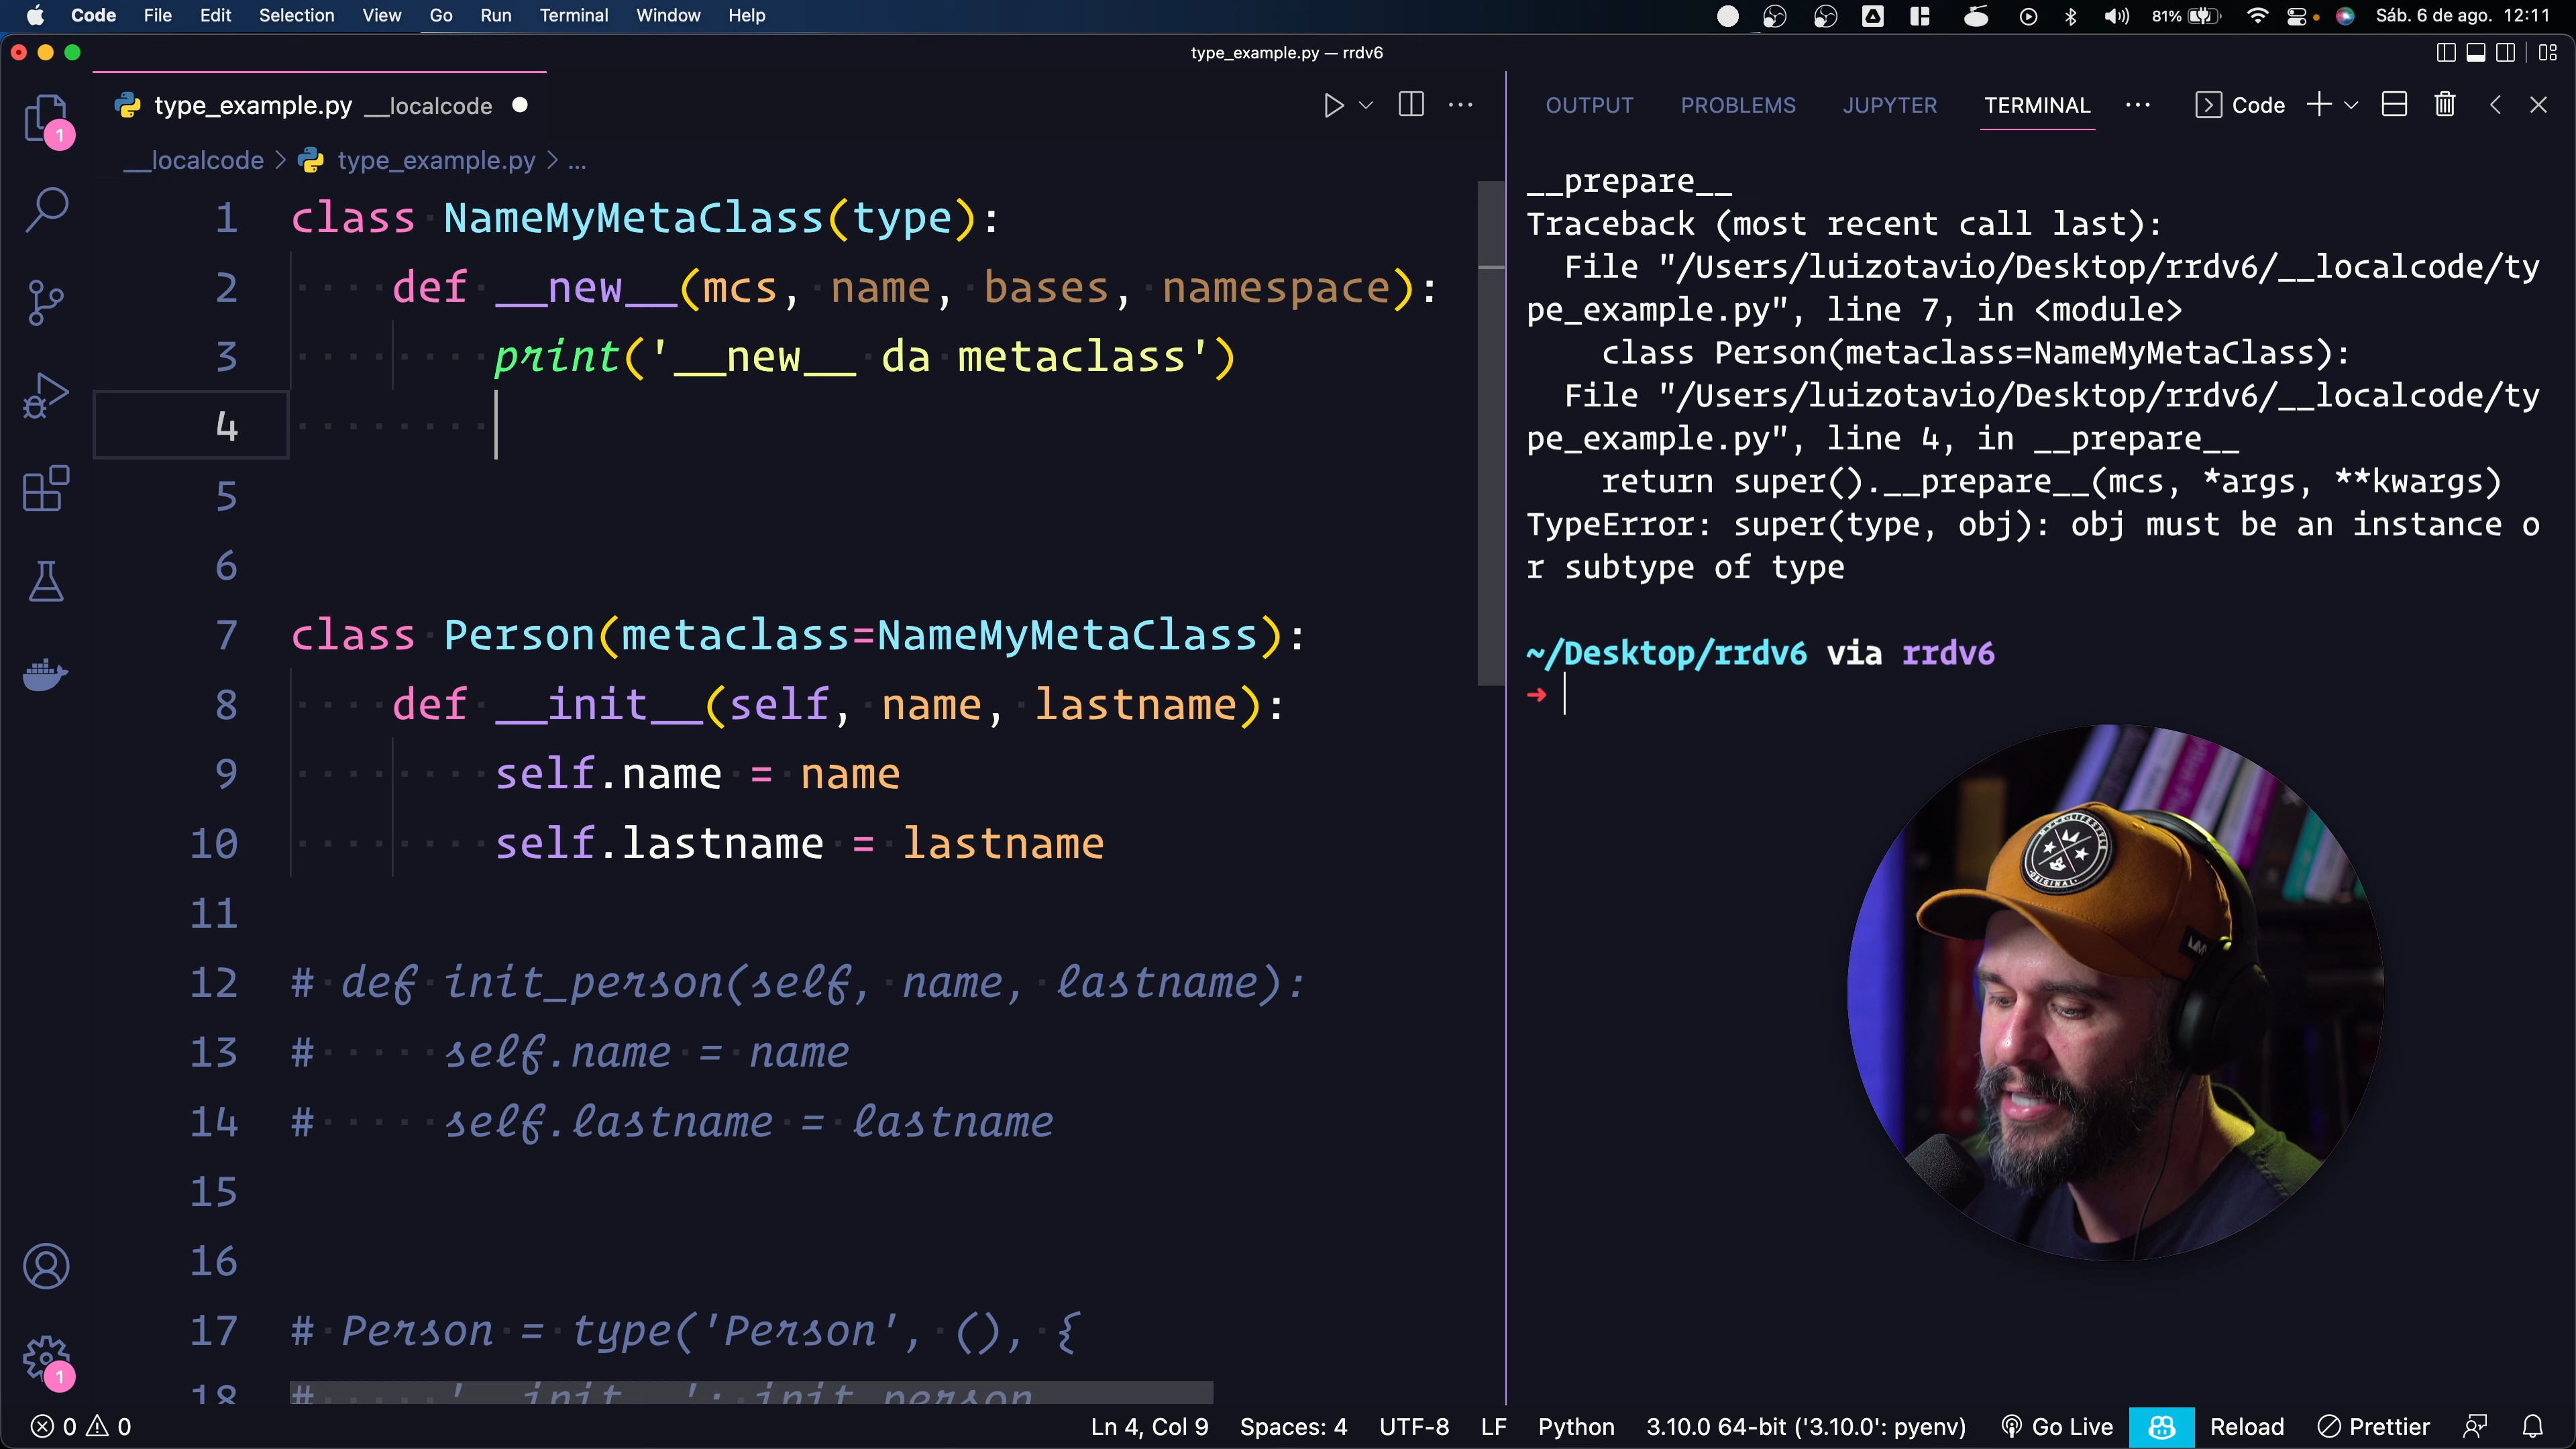 Code File Edit Selection View Go Run Terminal Window Help 81% Sáb. 6 de ago. 12:11
type_example.py — rrdv6
type_example.py __localcode
__localcode > type_example.py > ...
1 class NameMyMetaClass(type):
2 def __new__(mcs, name, bases, namespace):
3 print('__new__ da metaclass')
4
5
6
7 class Person(metaclass=NameMyMetaClass):
8 def __init__(self, name, lastname):
9 self.name = name
10 self.lastname = lastname
11
12 # def init_person(self, name, lastname):
13 # self.name = name
14 # self.lastname = lastname
15
16
17 # Person = type('Person', (), {
18 # '__init__': init_person
OUTPUT PROBLEMS JUPYTER TERMINAL ... Code
__prepare__
Traceback (most recent call last):
File "/Users/luizotavio/Desktop/rrdv6/__localcode/ty
pe_example.py", line 7, in <module>
class Person(metaclass=NameMyMetaClass):
File "/Users/luizotavio/Desktop/rrdv6/__localcode/ty
pe_example.py", line 4, in __prepare__
return super().__prepare__(mcs, *args, **kwargs)
TypeError: super(type, obj): obj must be an instance o
r subtype of type
~/Desktop/rrdv6 via rrdv6
➜
ORIGINAL
1
1
0 0 Ln 4, Col 9 Spaces: 4 UTF-8 LF Python 3.10.0 64-bit ('3.10.0': pyenv) Go Live Reload Prettier